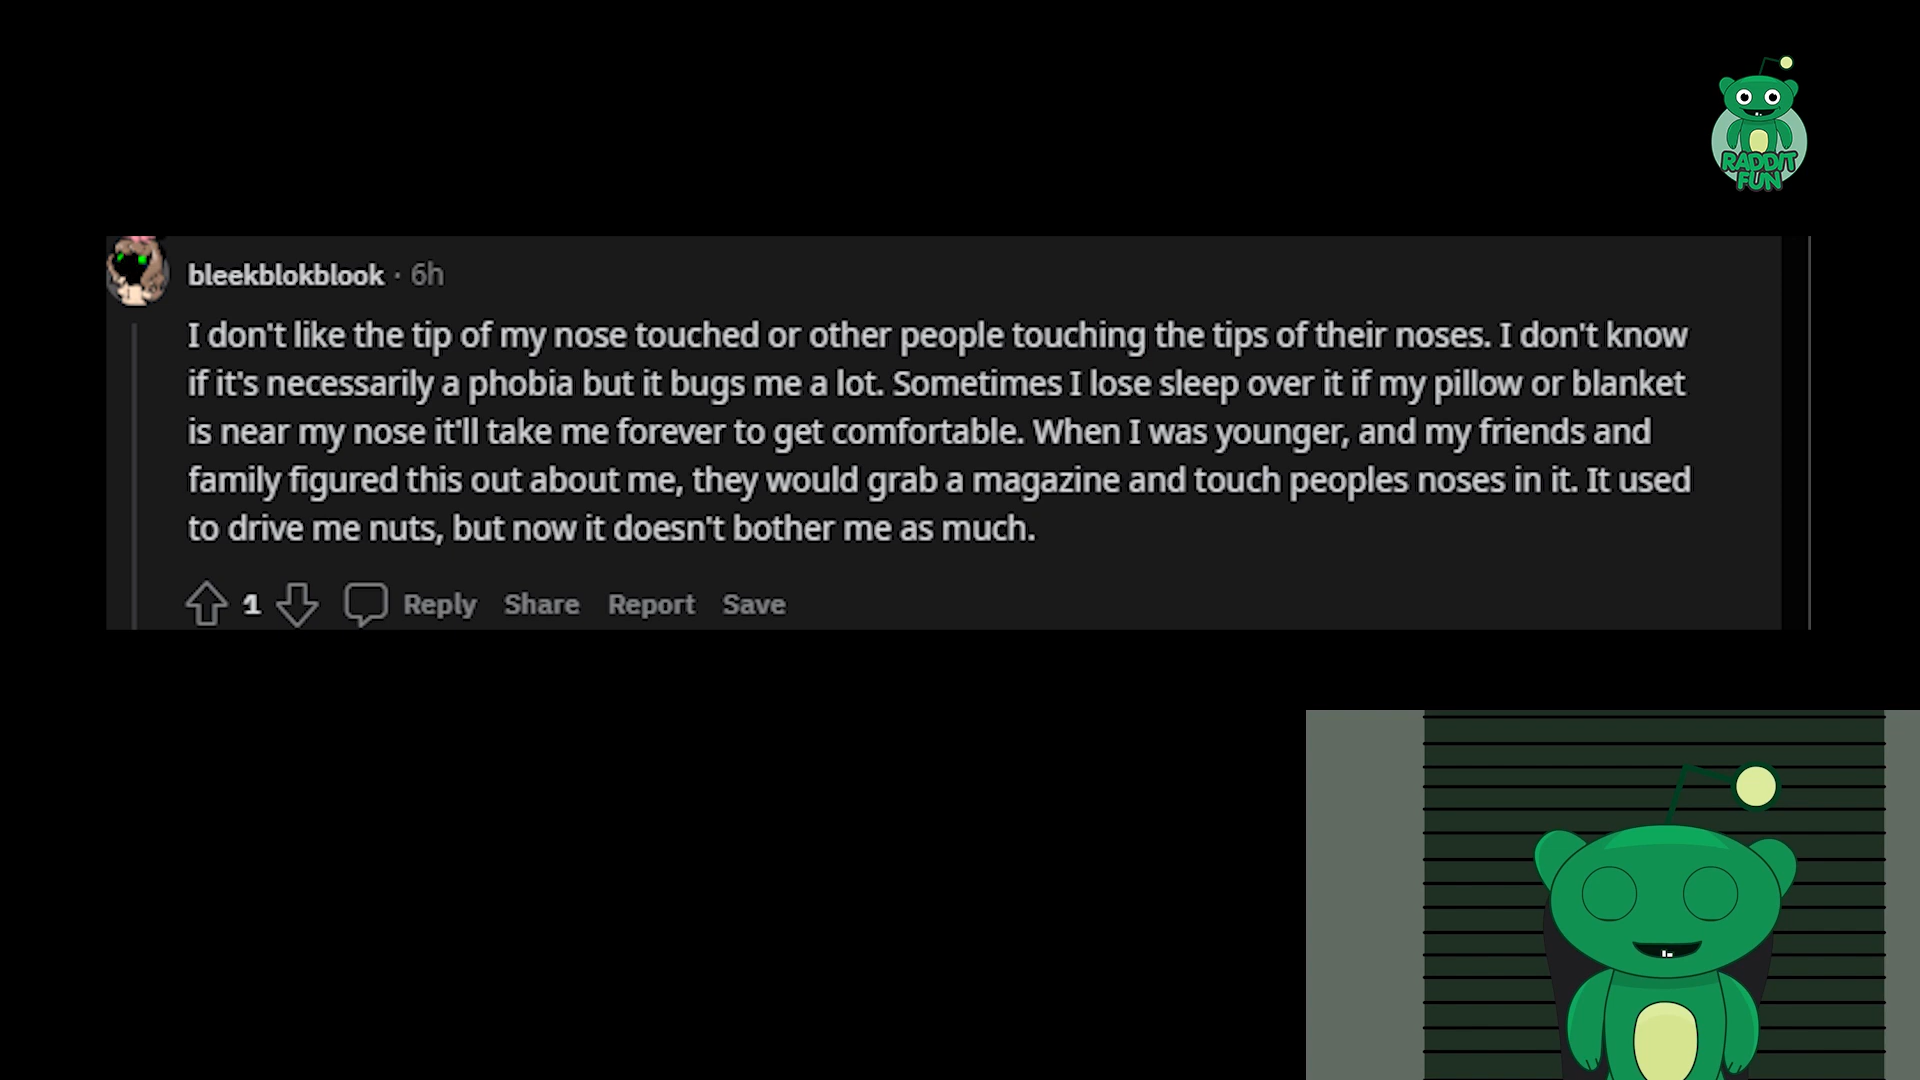 RADDIT
FUN
bleekblokblook · 6h
I don't like the tip of my nose touched or other people touching the tips of their noses. I don't know
if it's necessarily a phobia but it bugs me a lot. Sometimes I lose sleep over it if my pillow or blanket
is near my nose it'll take me forever to get comfortable. When I was younger, and my friends and
family figured this out about me, they would grab a magazine and touch peoples noses in it. It used
to drive me nuts, but now it doesn't bother me as much.
1 Reply Share Report Save